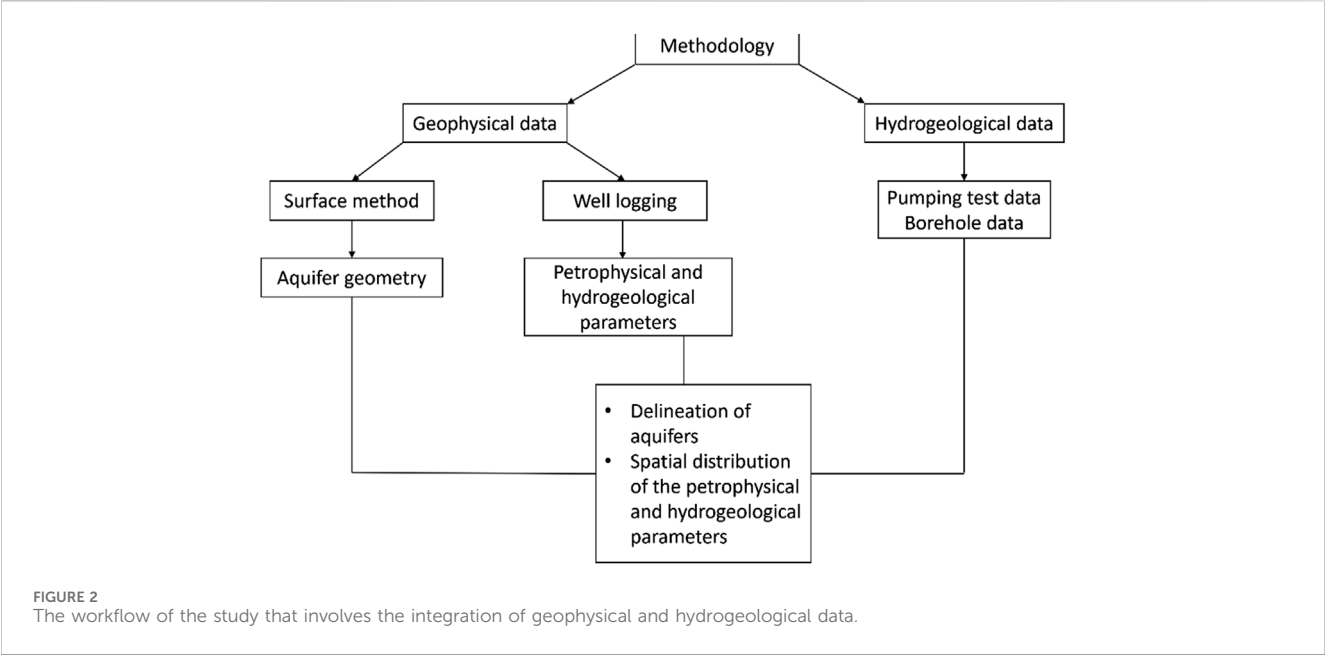 Methodology
Geophysical data
Hydrogeological data
Surface method
Well logging
Pumping test data
Borehole data
Aquifer geometry
Petrophysical and
hydrogeological
parameters
• Delineation of
aquifers
• Spatial distribution
of the petrophysical
and hydrogeological
parameters
FIGURE 2
The workflow of the study that involves the integration of geophysical and hydrogeological data.